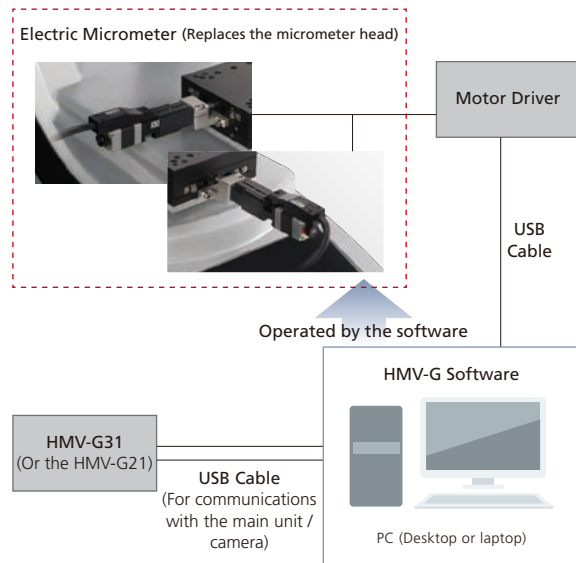 Electric Micrometer (Replaces the micrometer head)
Motor Driver
USB
Cable
Operated by the software
HMV-G Software
HMV-G31
(Or the HMV-G21)
USB Cable
(For communications
with the main unit /
camera)
PC (Desktop or laptop)